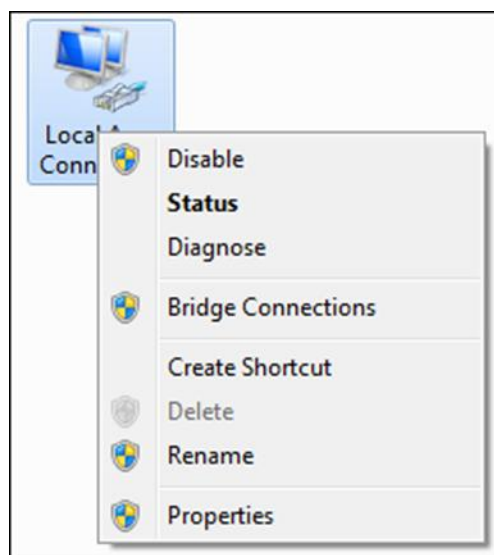 Local
Conn
Disable
Status
Diagnose
Bridge Connections
Create Shortcut
Delete
Rename
Properties